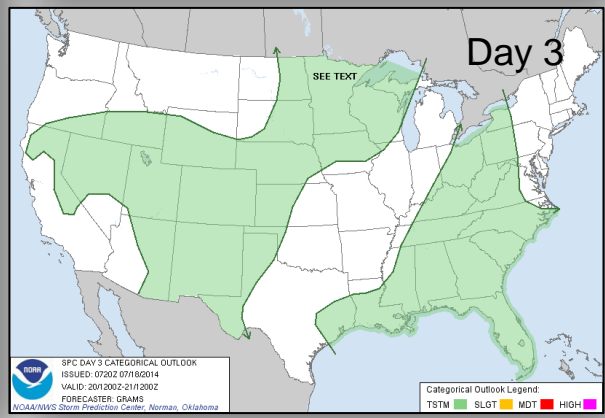 Day 3
SEE TEXT
NOAA
SPC DAY 3 CATEGORICAL OUTLOOK
ISSUED: 0720Z 07/18/2014
VALID: 20/1200Z-21/1200Z
FORECASTER: GRAMS
NOAA/NWS Storm Prediction Center, Norman, Oklahoma
Categorical Outlook Legend:
TSTM SLGT MDT HIGH